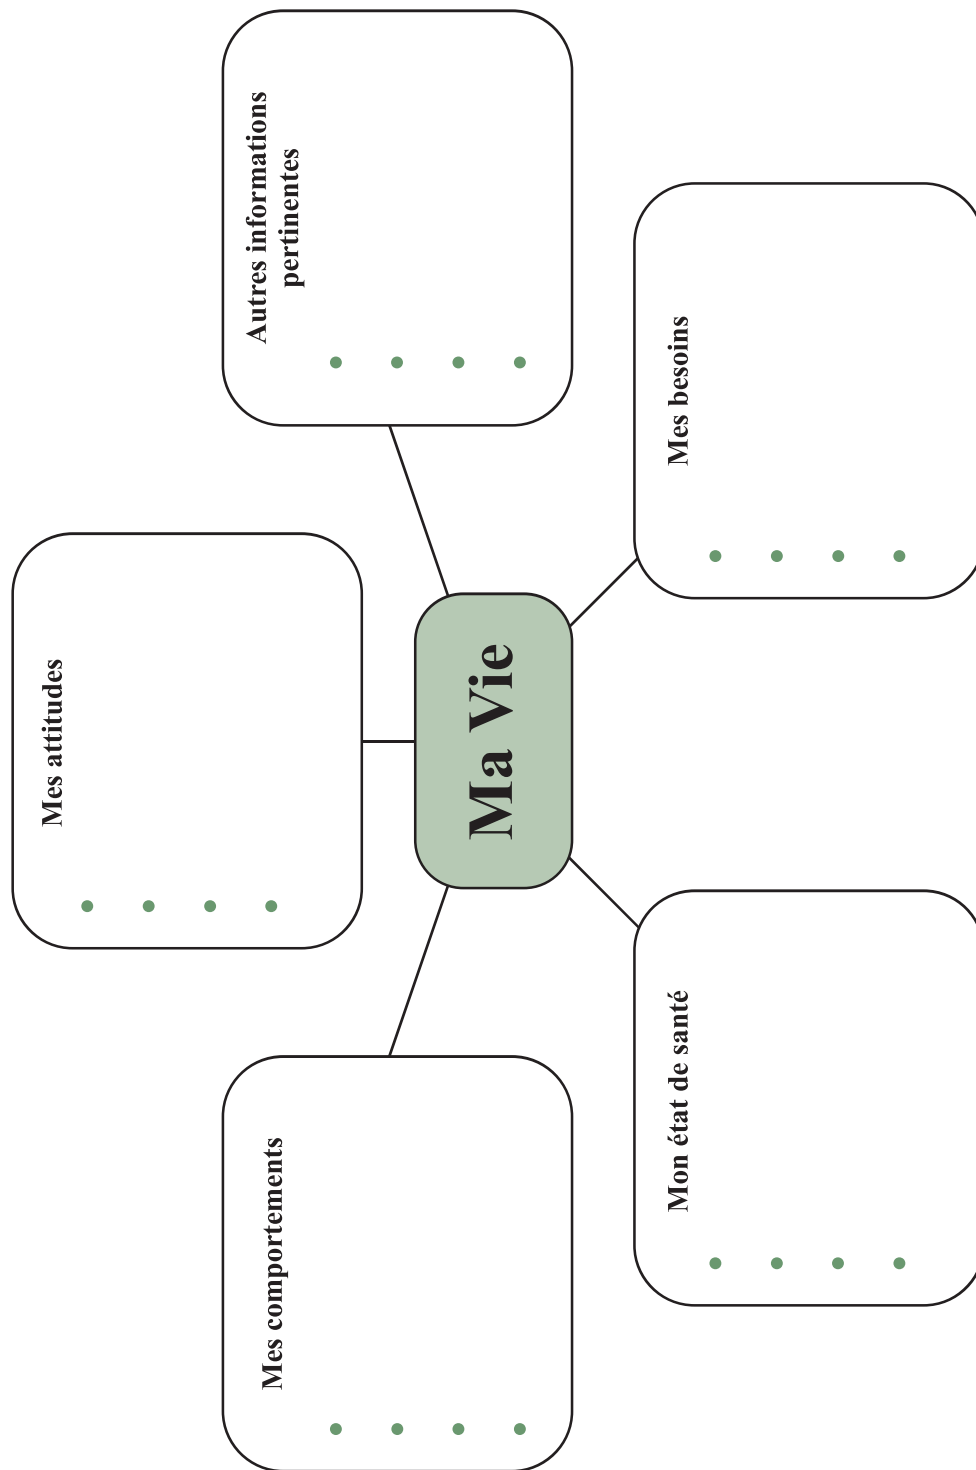 Mes attitudes
Mes comportements
Autres informations
pertinentes
Ma Vie
Mon état de santé
Mes besoins